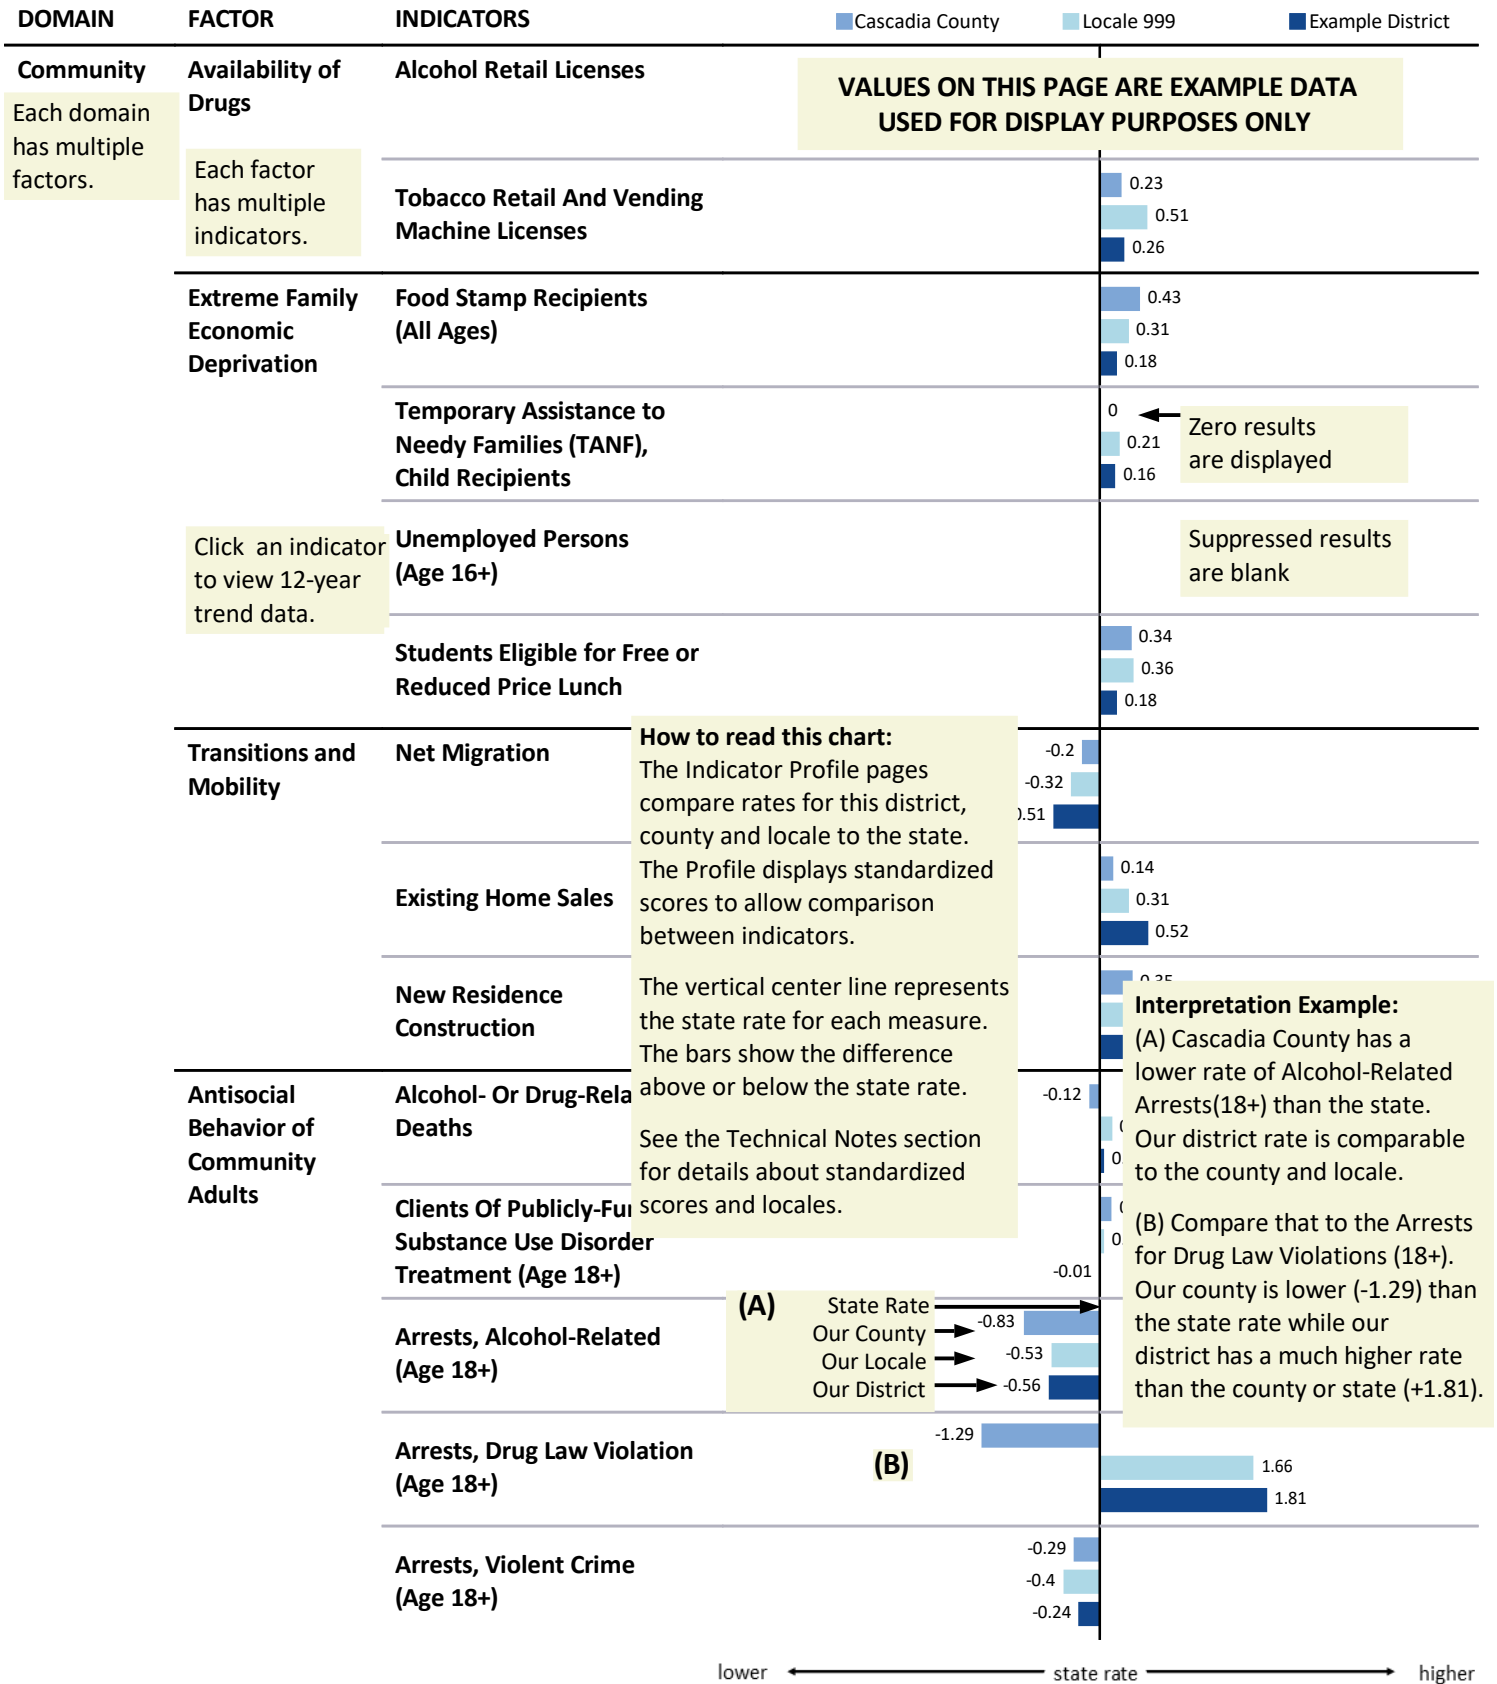 DOMAIN FACTOR INDICATORS Cascadia County Locale 999 Example District
Community
Each domain
has multiple
factors.
Availability of
Drugs
Each factor
has multiple
indicators.
Alcohol Retail Licenses
VALUES ON THIS PAGE ARE EXAMPLE DATA
USED FOR DISPLAY PURPOSES ONLY
Tobacco Retail And Vending
Machine Licenses
0.23
0.51
0.26
Extreme Family
Economic
Deprivation
Food Stamp Recipients
(All Ages)
0.43
0.31
0.18
Temporary Assistance to
Needy Families (TANF),
Child Recipients
0
0.21
0.16
Zero results
are displayed
Click an indicator
to view 12-year
trend data.
Unemployed Persons
(Age 16+)
Suppressed results
are blank
Students Eligible for Free or
Reduced Price Lunch
0.34
0.36
0.18
Transitions and
Mobility
Net Migration
-0.2
-0.32
.51
How to read this chart:
The Indicator Profile pages
compare rates for this district,
county and locale to the state.
The Profile displays standardized
scores to allow comparison
between indicators.
The vertical center line represents
the state rate for each measure.
The bars show the difference
above or below the state rate.
See the Technical Notes section
for details about standardized
scores and locales.
Existing Home Sales
0.14
0.31
0.52
New Residence
Construction
Interpretation Example:
(A) Cascadia County has a
lower rate of Alcohol-Related
Arrests(18+) than the state.
Our district rate is comparable
to the county and locale.
(B) Compare that to the Arrests
for Drug Law Violations (18+).
Our county is lower (-1.29) than
the state rate while our
district has a much higher rate
than the county or state (+1.81).
Antisocial
Behavior of
Community
Adults
Alcohol- Or Drug-Rela
Deaths
-0.12
0.
Clients Of Publicly-Fu
Substance Use Disorder
Treatment (Age 18+)
0.
-0.01
Arrests, Alcohol-Related
(Age 18+)
(A) State Rate
Our County -0.83
Our Locale -0.53
Our District -0.56
Arrests, Drug Law Violation
(Age 18+)
(B)
-1.29
1.66
1.81
Arrests, Violent Crime
(Age 18+)
-0.29
-0.4
-0.24
lower state rate higher